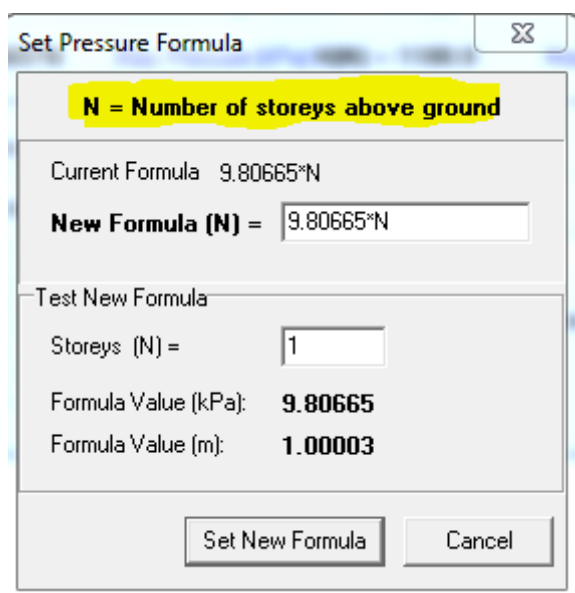 Set Pressure Formula
N = Number of storeys above ground
Current Formula 9.80665*N
New Formula (N) = 9.80665*N
Test New Formula
Storeys (N) = 1
Formula Value (kPa): 9.80665
Formula Value (m): 1.00003
Set New Formula Cancel